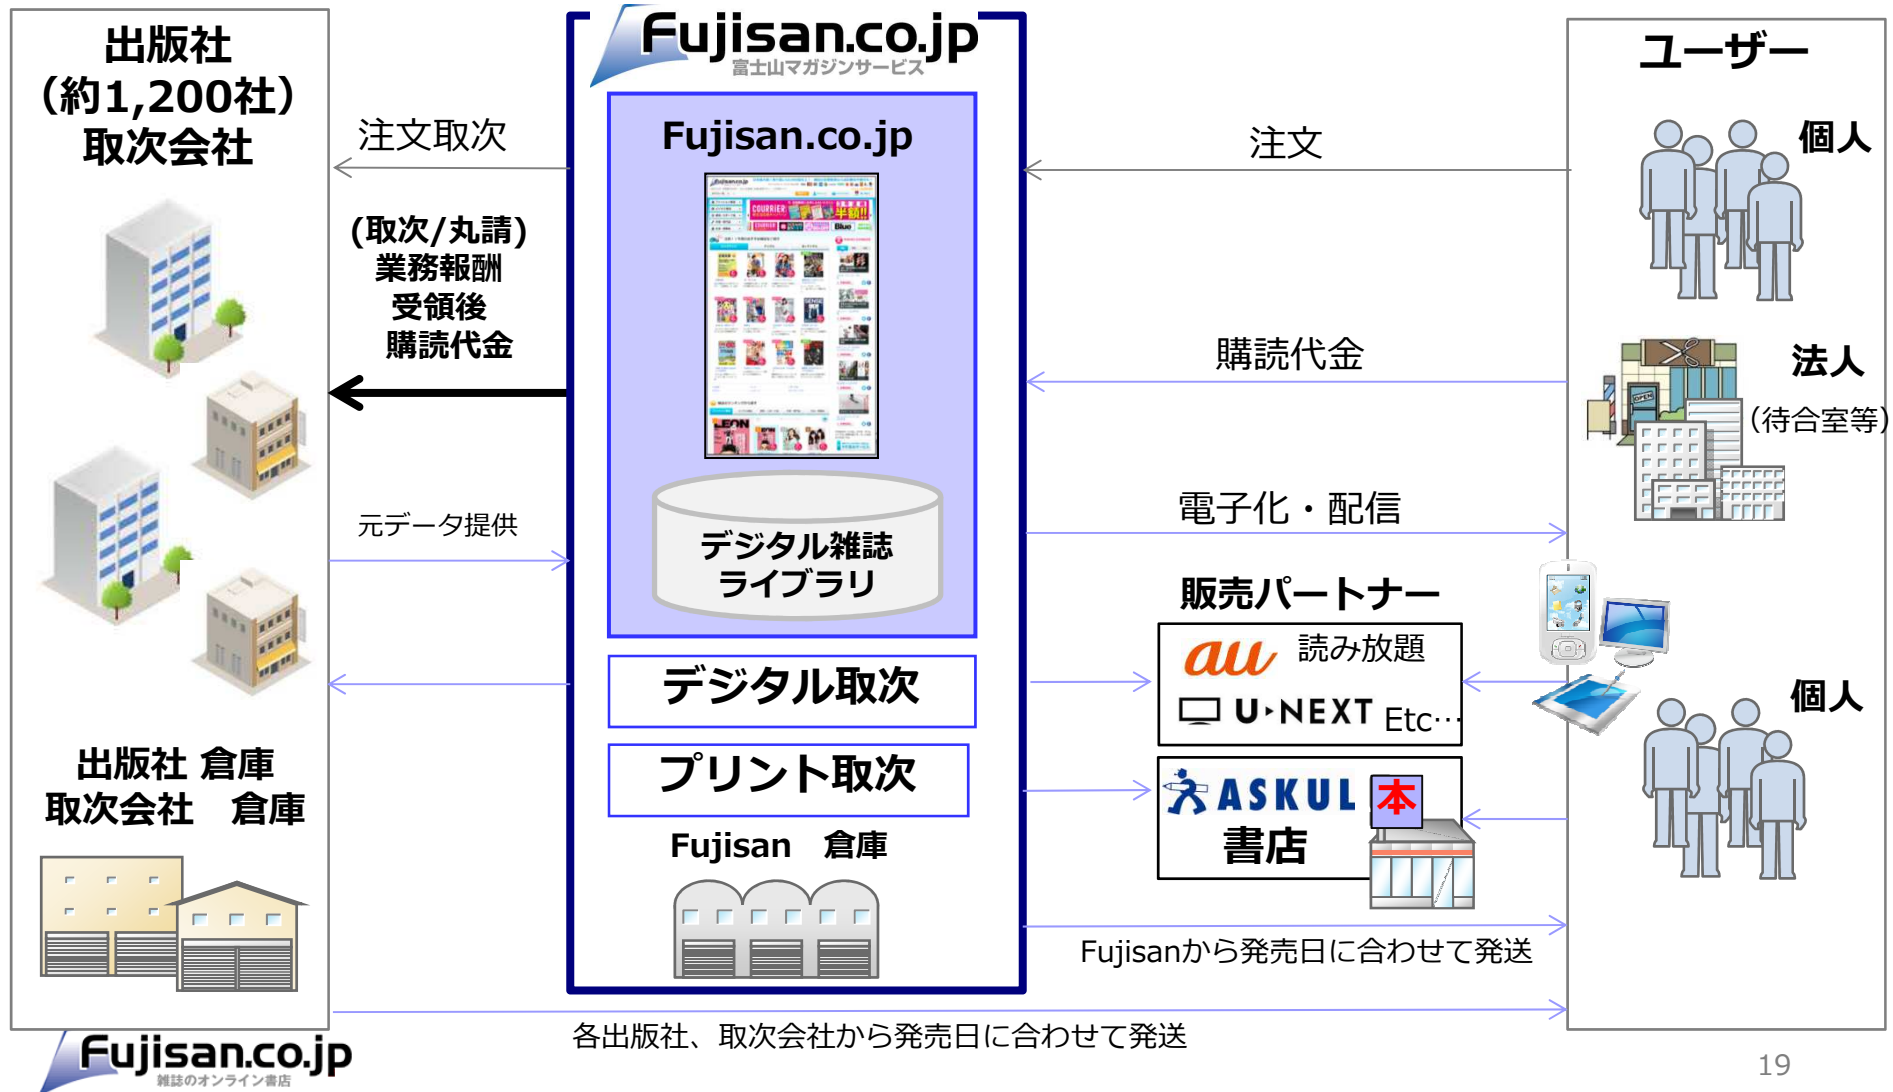 出版社
（約1,200社）
取次会社
出版社 倉庫
取次会社　倉庫
注文取次
(取次/丸請)
業務報酬
受領後
購読代金
元データ提供
Fujisan.co.jp
富士山マガジンサービス
Fujisan.co.jp
デジタル雑誌
ライブラリ
デジタル取次
プリント取次
Fujisan　倉庫
注文
購読代金
電子化・配信
販売パートナー
au 読み放題
U-NEXT Etc…
ASKUL 本
書店
Fujisanから発売日に合わせて発送
ユーザー
個人
法人
（待合室等）
OPEN
個人
各出版社、取次会社から発売日に合わせて発送
Fujisan.co.jp
雑誌のオンライン書店
19
COURRiER
半額!!
Blue
LEON